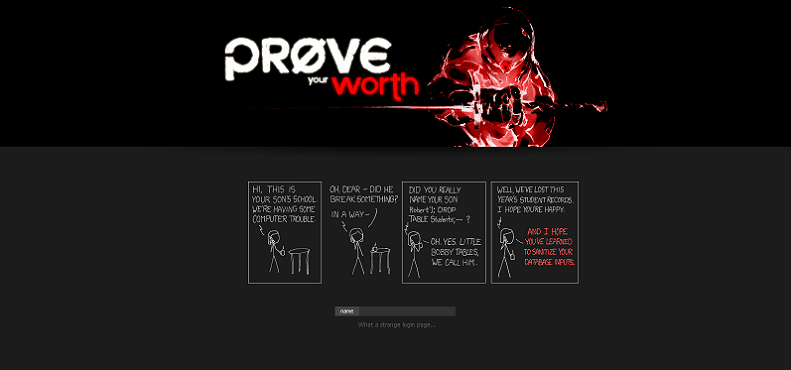 PRØVE
your worth
HI, THIS IS
YOUR SON'S SCHOOL.
WE'RE HAVING SOME
COMPUTER TROUBLE.
OH, DEAR - DID HE
BREAK SOMETHING?
IN A WAY-
DID YOU REALLY
NAME YOUR SON
Robert'); DROP
TABLE Students;-- ?
OH. YES. LITTLE
BOBBY TABLES,
WE CALL HIM.
WELL, WE'VE LOST THIS
YEAR'S STUDENT RECORDS.
I HOPE YOU'RE HAPPY.
AND I HOPE
YOU'VE LEARNED
TO SANITIZE YOUR
DATABASE INPUTS.
name
What a strange login page...